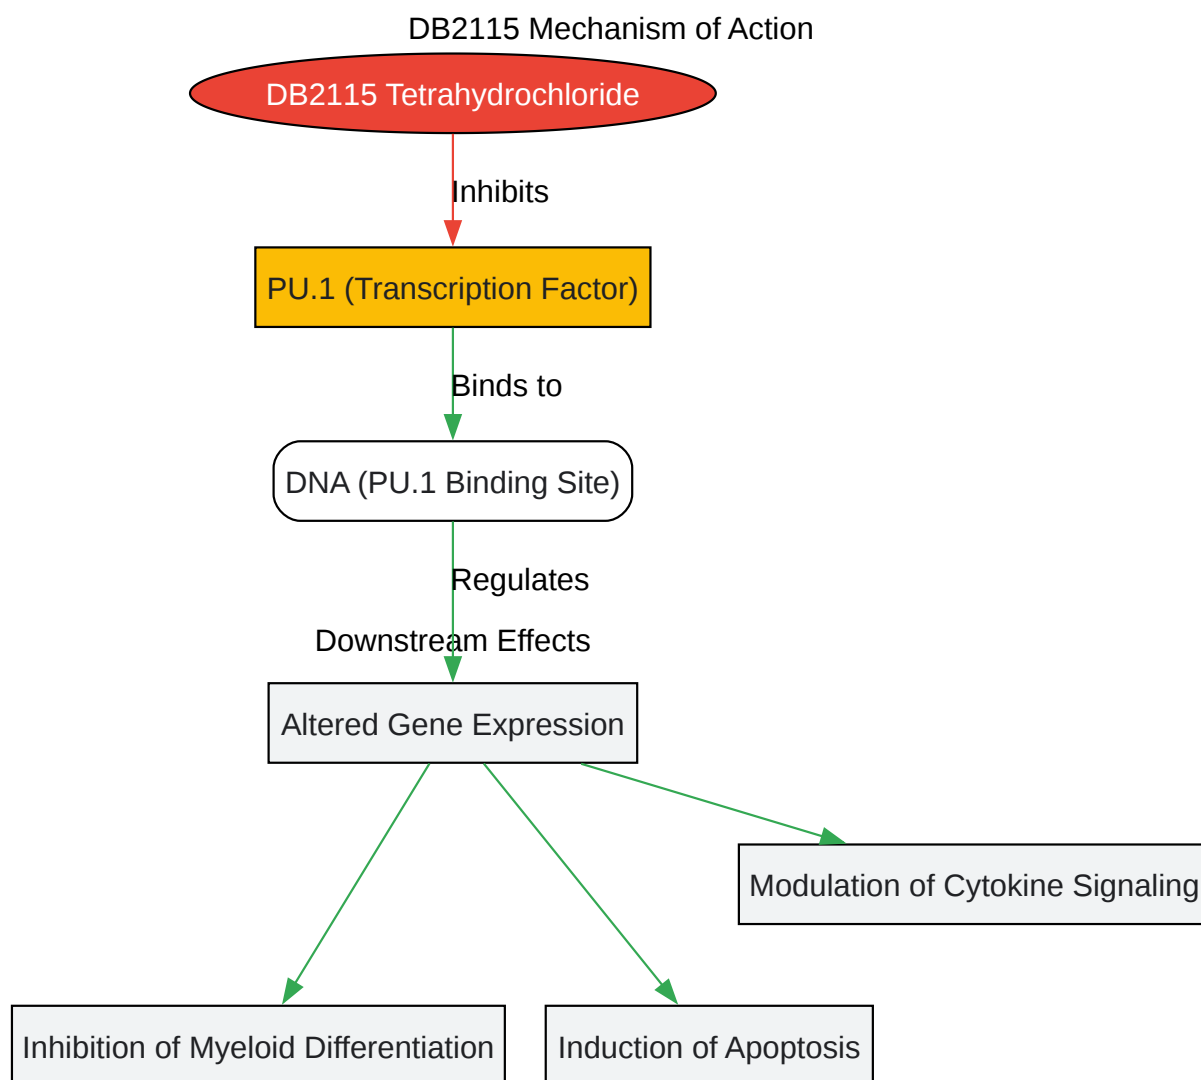 DB2115 Mechanism of Action
DB2115 Tetrahydrochloride
Inhibits
PU.1 (Transcription Factor)
Binds to
DNA (PU.1 Binding Site)
Regulates
Downstream Effects
Altered Gene Expression
Modulation of Cytokine Signaling
Inhibition of Myeloid Differentiation
Induction of Apoptosis